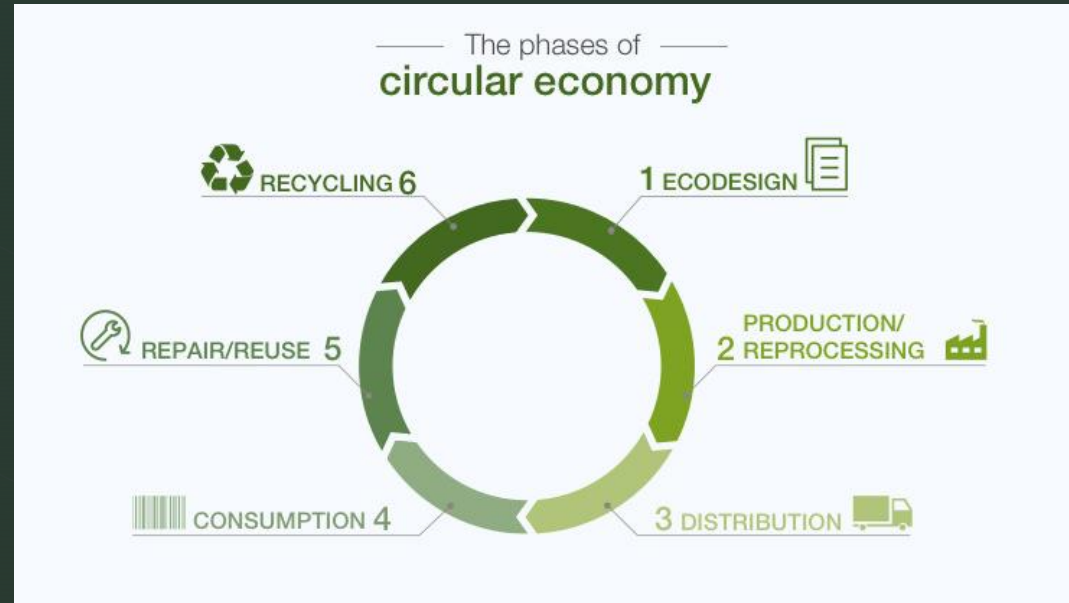 The phases of
circular economy
RECYCLING 6
1 ECODESIGN
REPAIR/REUSE 5
PRODUCTION/
2 REPROCESSING
CONSUMPTION 4
3 DISTRIBUTION